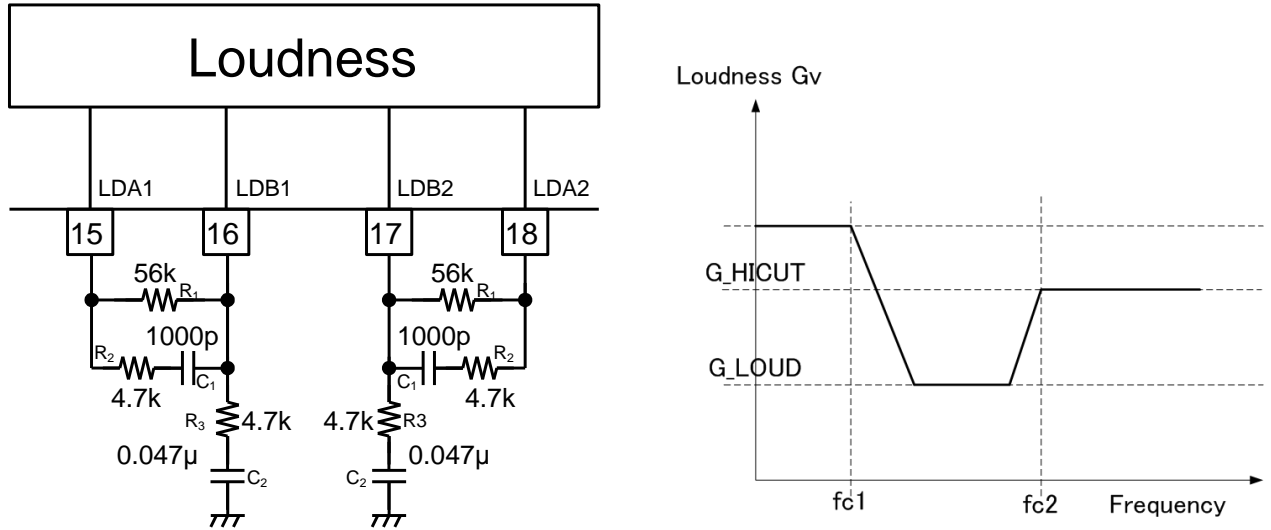 Loudness
LDA1 LDB1 LDB2 LDA2
15 16 17 18
56k 56k
R₁ R₁
1000p 1000p
R₂ R₂
C₁ C₁
4.7k 4.7k
R₃ 4.7k 4.7k R3
0.047µ 0.047µ
C₂ C₂
Loudness Gv
G_HICUT
G_LOUD
fc1 fc2 Frequency